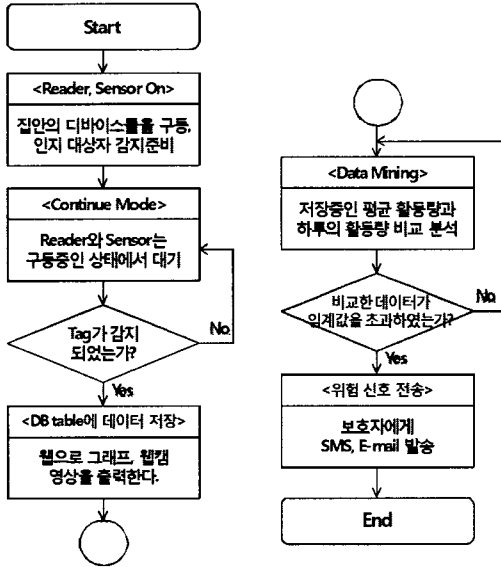 Start
<Reader, Sensor On>
집안의 디바이스들을 구동,
인지 대상자 감지준비
<Continue Mode>
Reader와 Sensor는
구동중인 상태에서 대기
Tag가 감지
되었는가?
No
Yes
<DB table에 데이터 저장>
웹으로 그래프, 웹캠
영상을 출력한다.
<Data Mining>
저장중인 평균 활동량과
하루의 활동량 비교 분석
비교한 데이터가
임계값을 초과하였는가?
No
Yes
<위험 신호 전송>
보호자에게
SMS, E-mail 발송
End